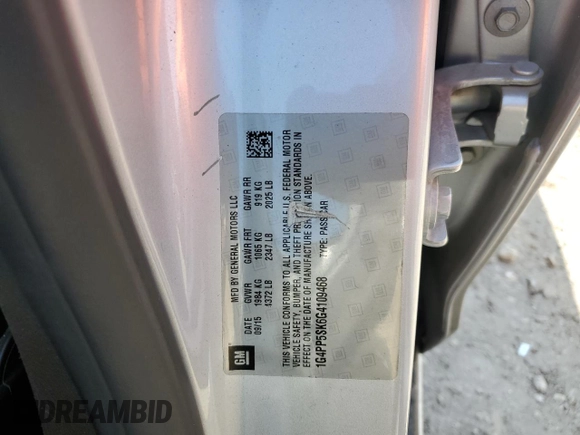 MFD BY GENERAL MOTORS LLC
DATE GVWR GAWR FRT GAWR RR
09/15 1984 KG 1065 KG 919 KG
4372 LB 2347 LB 2025 LB
THIS VEHICLE CONFORMS TO ALL APPLICABLE U.S. FEDERAL MOTOR
VEHICLE SAFETY, BUMPER, AND THEFT PREVENTION STANDARDS IN
EFFECT ON THE DATE OF MANUFACTURE SHOWN ABOVE.
1G4PP5SK6G4109468 TYPE: PASS CAR
GM
IDREAMBID